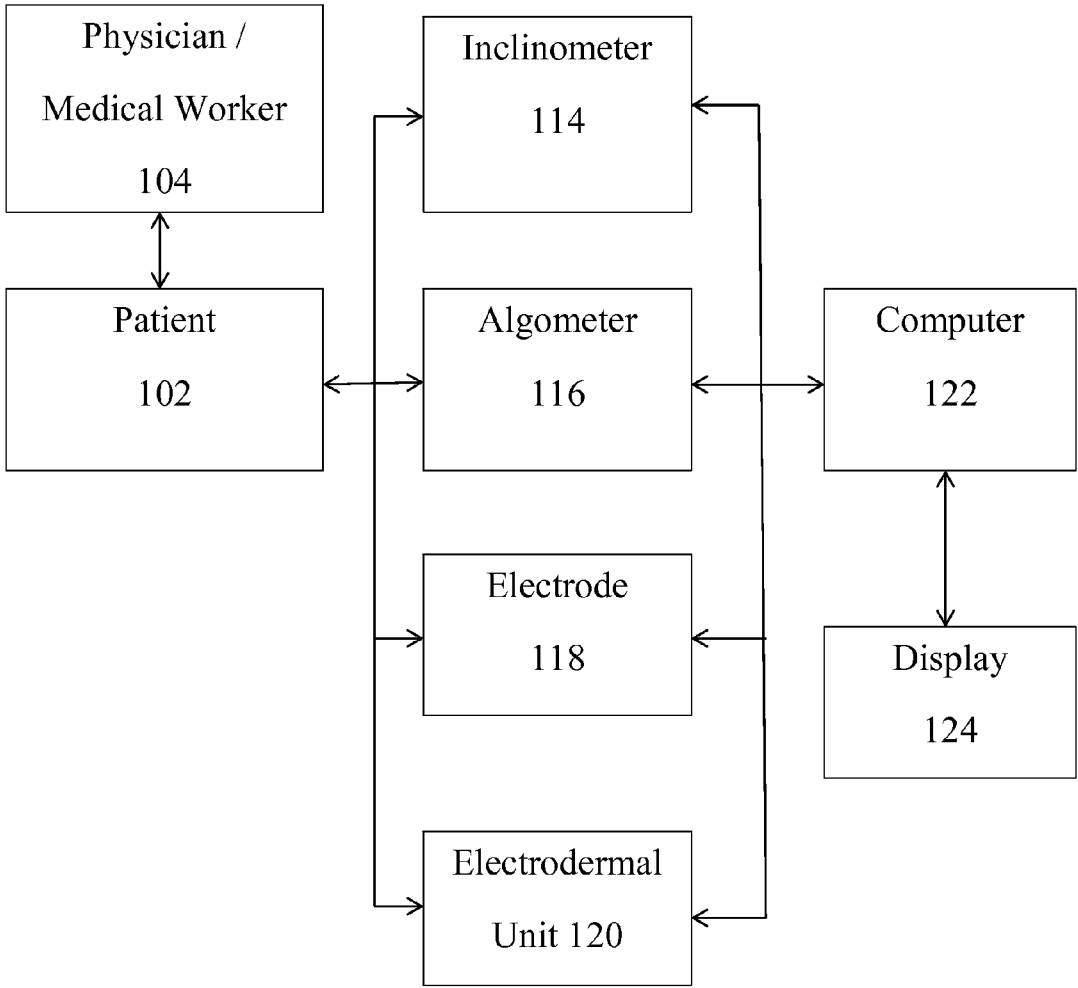 Physician /
Medical Worker
104
Patient
102
Inclinometer
114
Algometer
116
Electrode
118
Electrodermal
Unit 120
Computer
122
Display
124